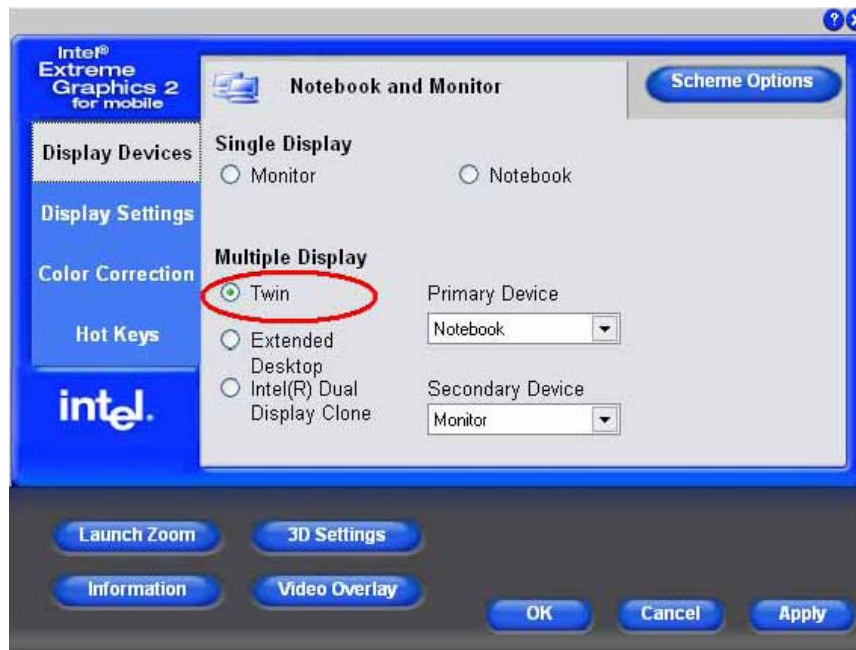 Intel®
Extreme
Graphics 2
for mobile
Notebook and Monitor
Scheme Options
Display Devices
Display Settings
Color Correction
Hot Keys
intel.
Single Display
Monitor
Notebook
Multiple Display
Twin
Extended
Desktop
Intel(R) Dual
Display Clone
Primary Device
Notebook
Secondary Device
Monitor
Launch Zoom
3D Settings
Information
Video Overlay
OK
Cancel
Apply